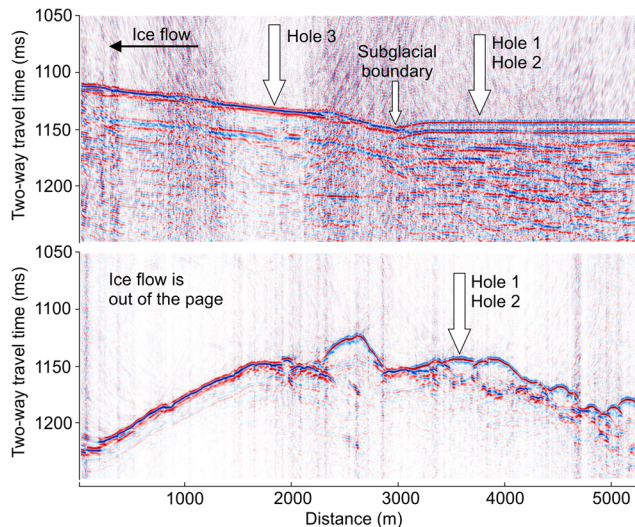 1050
1100
1150
1200
Two-way travel time (ms)
Ice flow
Hole 3
Subglacial
boundary
Hole 1
Hole 2
1050
1100
1150
1200
Two-way travel time (ms)
Ice flow is
out of the page
Hole 1
Hole 2
1000
2000
3000
4000
5000
Distance (m)